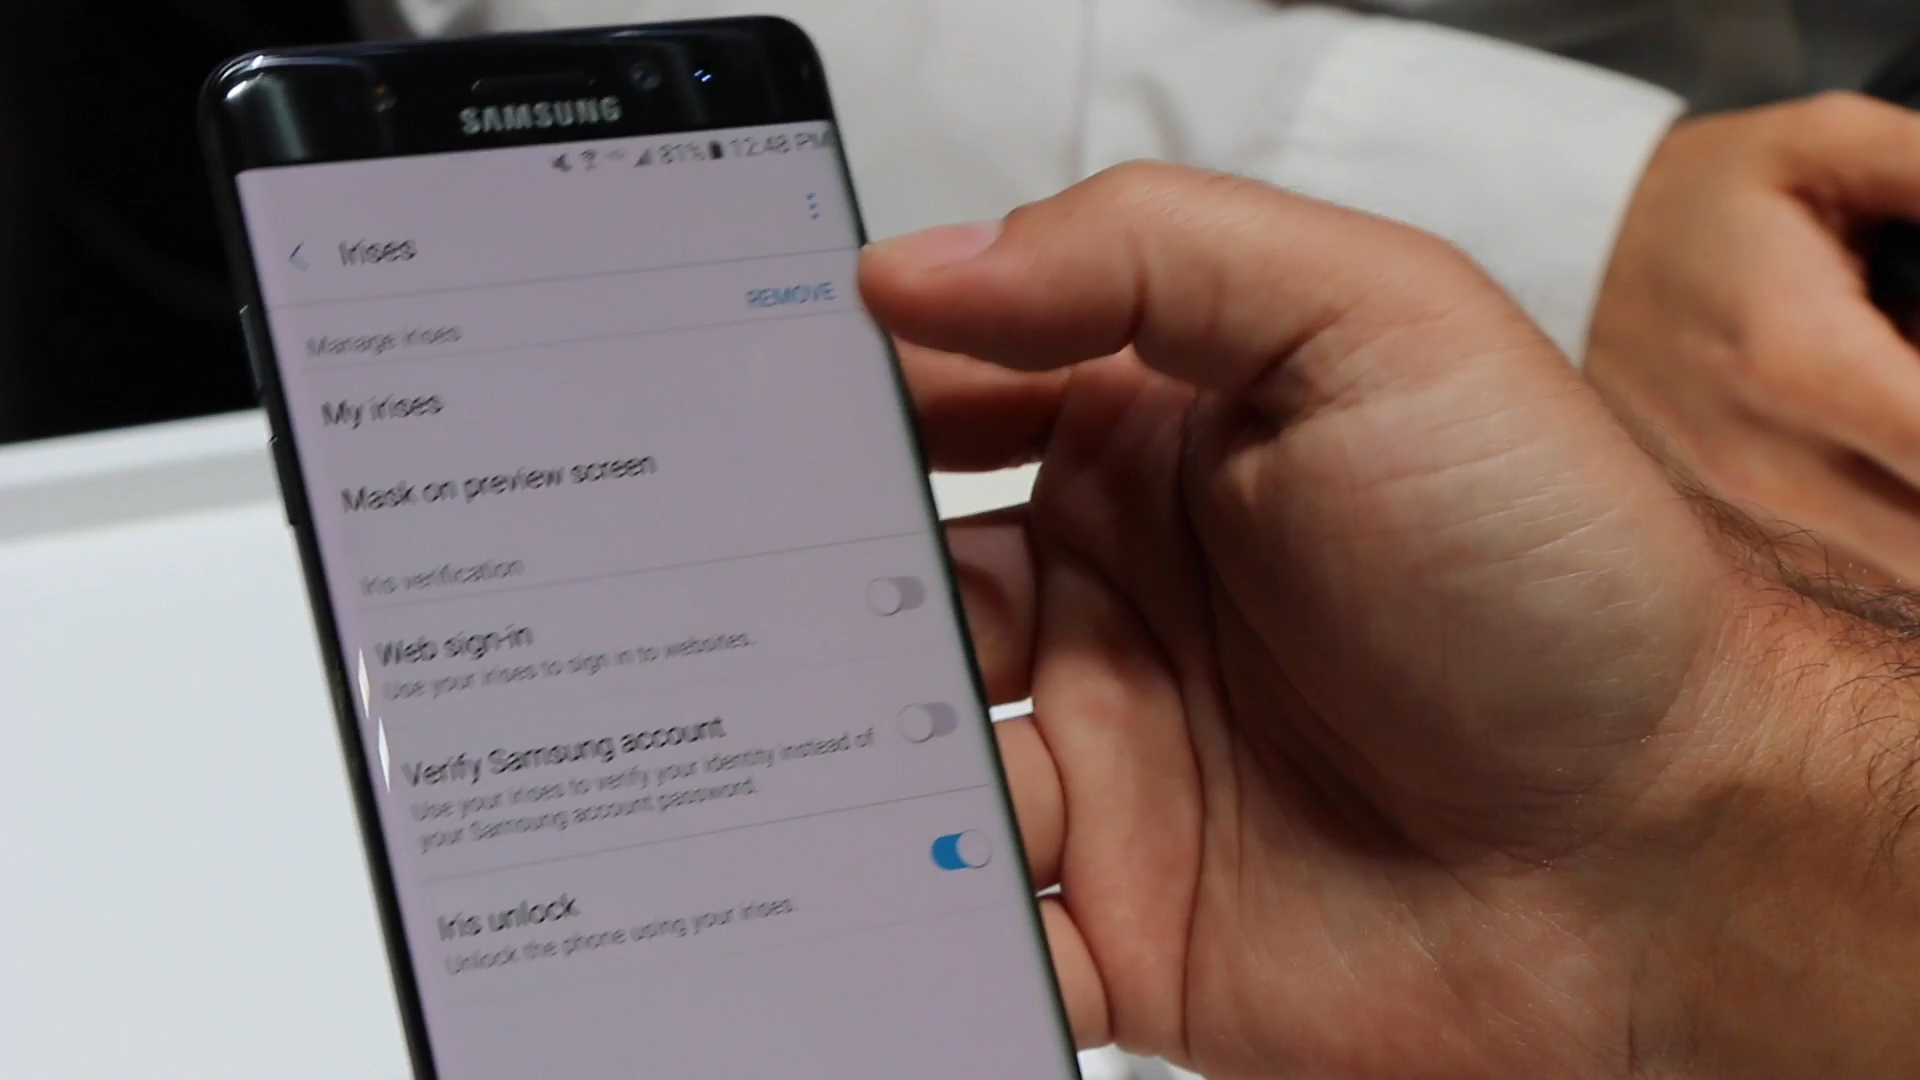 SAMSUNG
81% 12:48 PM
Irises
REMOVE
Manage irises
My irises
Mask on preview screen
Iris verification
Web sign-in
Use your irises to sign in to websites.
Verify Samsung account
Use your irises to verify your identity instead of
your Samsung account password.
Iris unlock
Unlock the phone using your irises.